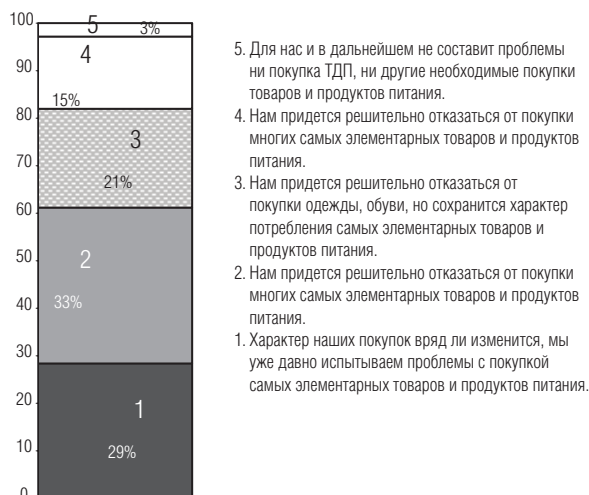 100
90
80
70
60
50
40
30
20
10
0
5
3%
4
15%
3
21%
2
33%
1
29%
5. Для нас и в дальнейшем не составит проблемы
ни покупка ТДП, ни другие необходимые покупки
товаров и продуктов питания.
4. Нам придется решительно отказаться от покупки
многих самых элементарных товаров и продуктов
питания.
3. Нам придется решительно отказаться от
покупки одежды, обуви, но сохранится характер
потребления самых элементарных товаров и
продуктов питания.
2. Нам придется решительно отказаться от покупки
многих самых элементарных товаров и продуктов
питания.
1. Характер наших покупок вряд ли изменится, мы
уже давно испытываем проблемы с покупкой
самых элементарных товаров и продуктов питания.